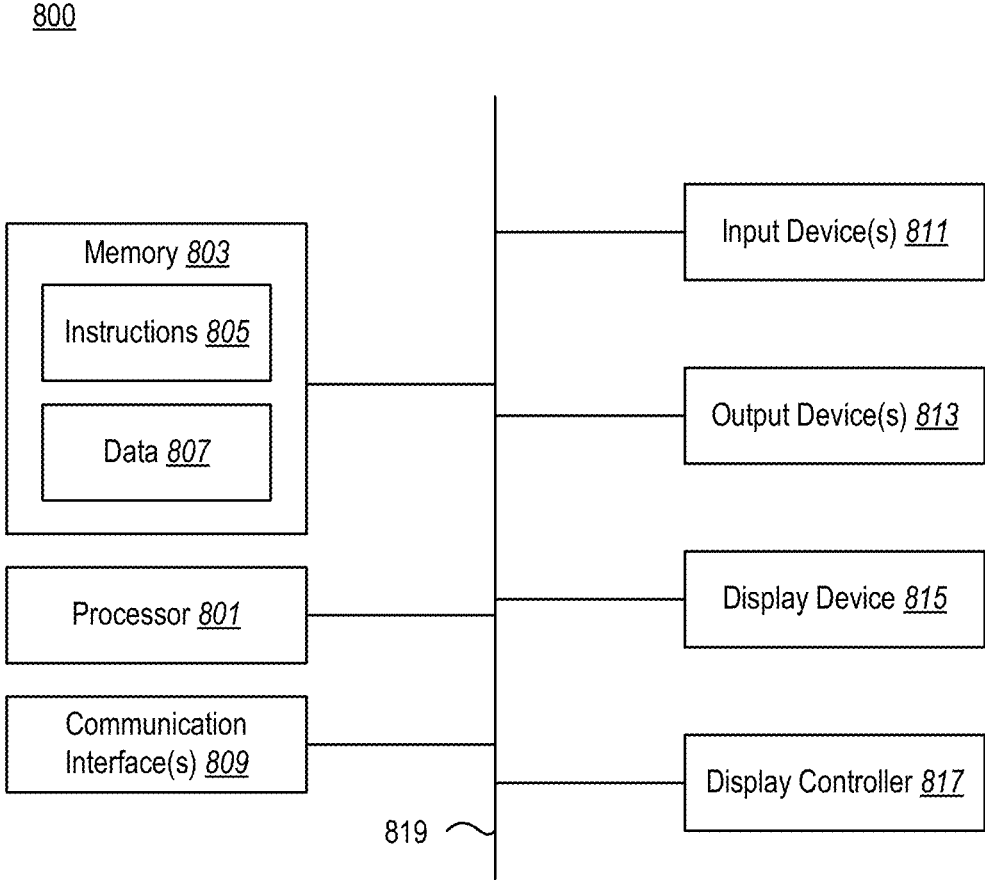 800
Memory 803
Instructions 805
Data 807
Processor 801
Communication
Interface(s) 809
819
Input Device(s) 811
Output Device(s) 813
Display Device 815
Display Controller 817